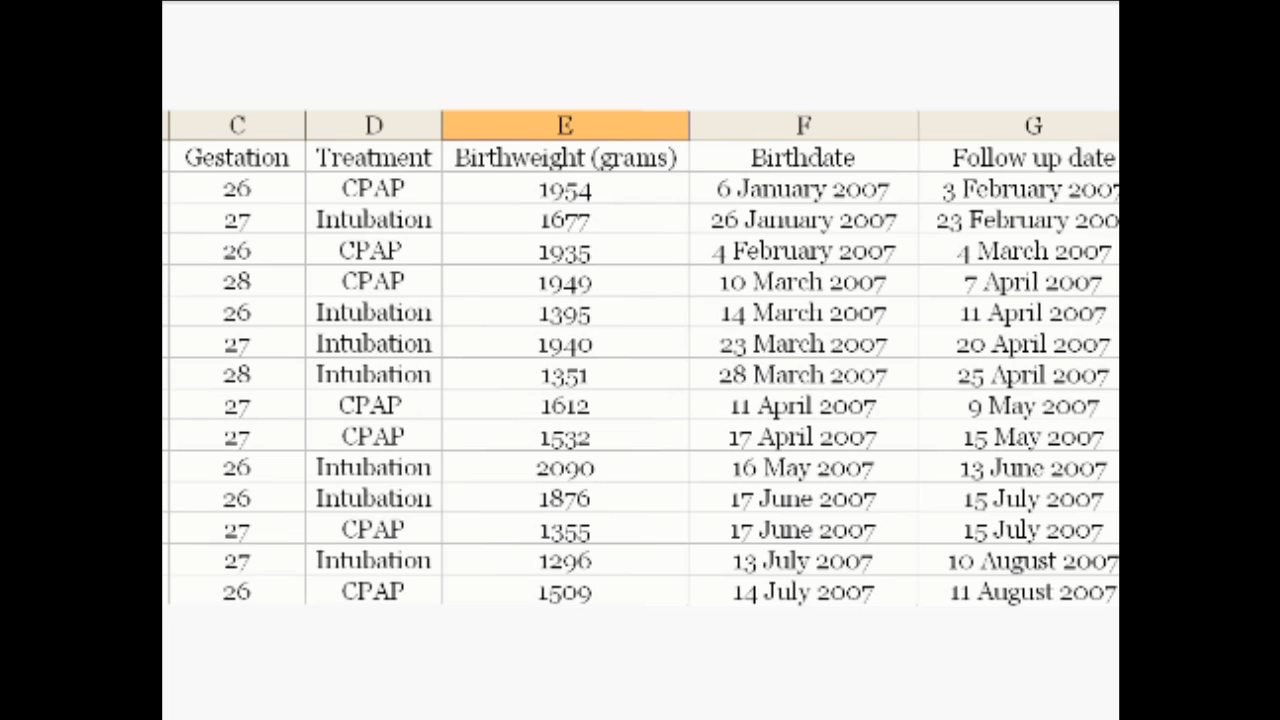 C D E F G
Gestation Treatment Birthweight (grams) Birthdate Follow up date
26 CPAP 1954 6 January 2007 3 February 2007
27 Intubation 1677 26 January 2007 23 February 200
26 CPAP 1935 4 February 2007 4 March 2007
28 CPAP 1949 10 March 2007 7 April 2007
26 Intubation 1395 14 March 2007 11 April 2007
27 Intubation 1940 23 March 2007 20 April 2007
28 Intubation 1351 28 March 2007 25 April 2007
27 CPAP 1612 11 April 2007 9 May 2007
27 CPAP 1532 17 April 2007 15 May 2007
26 Intubation 2090 16 May 2007 13 June 2007
26 Intubation 1876 17 June 2007 15 July 2007
27 CPAP 1355 17 June 2007 15 July 2007
27 Intubation 1296 13 July 2007 10 August 2007
26 CPAP 1509 14 July 2007 11 August 2007